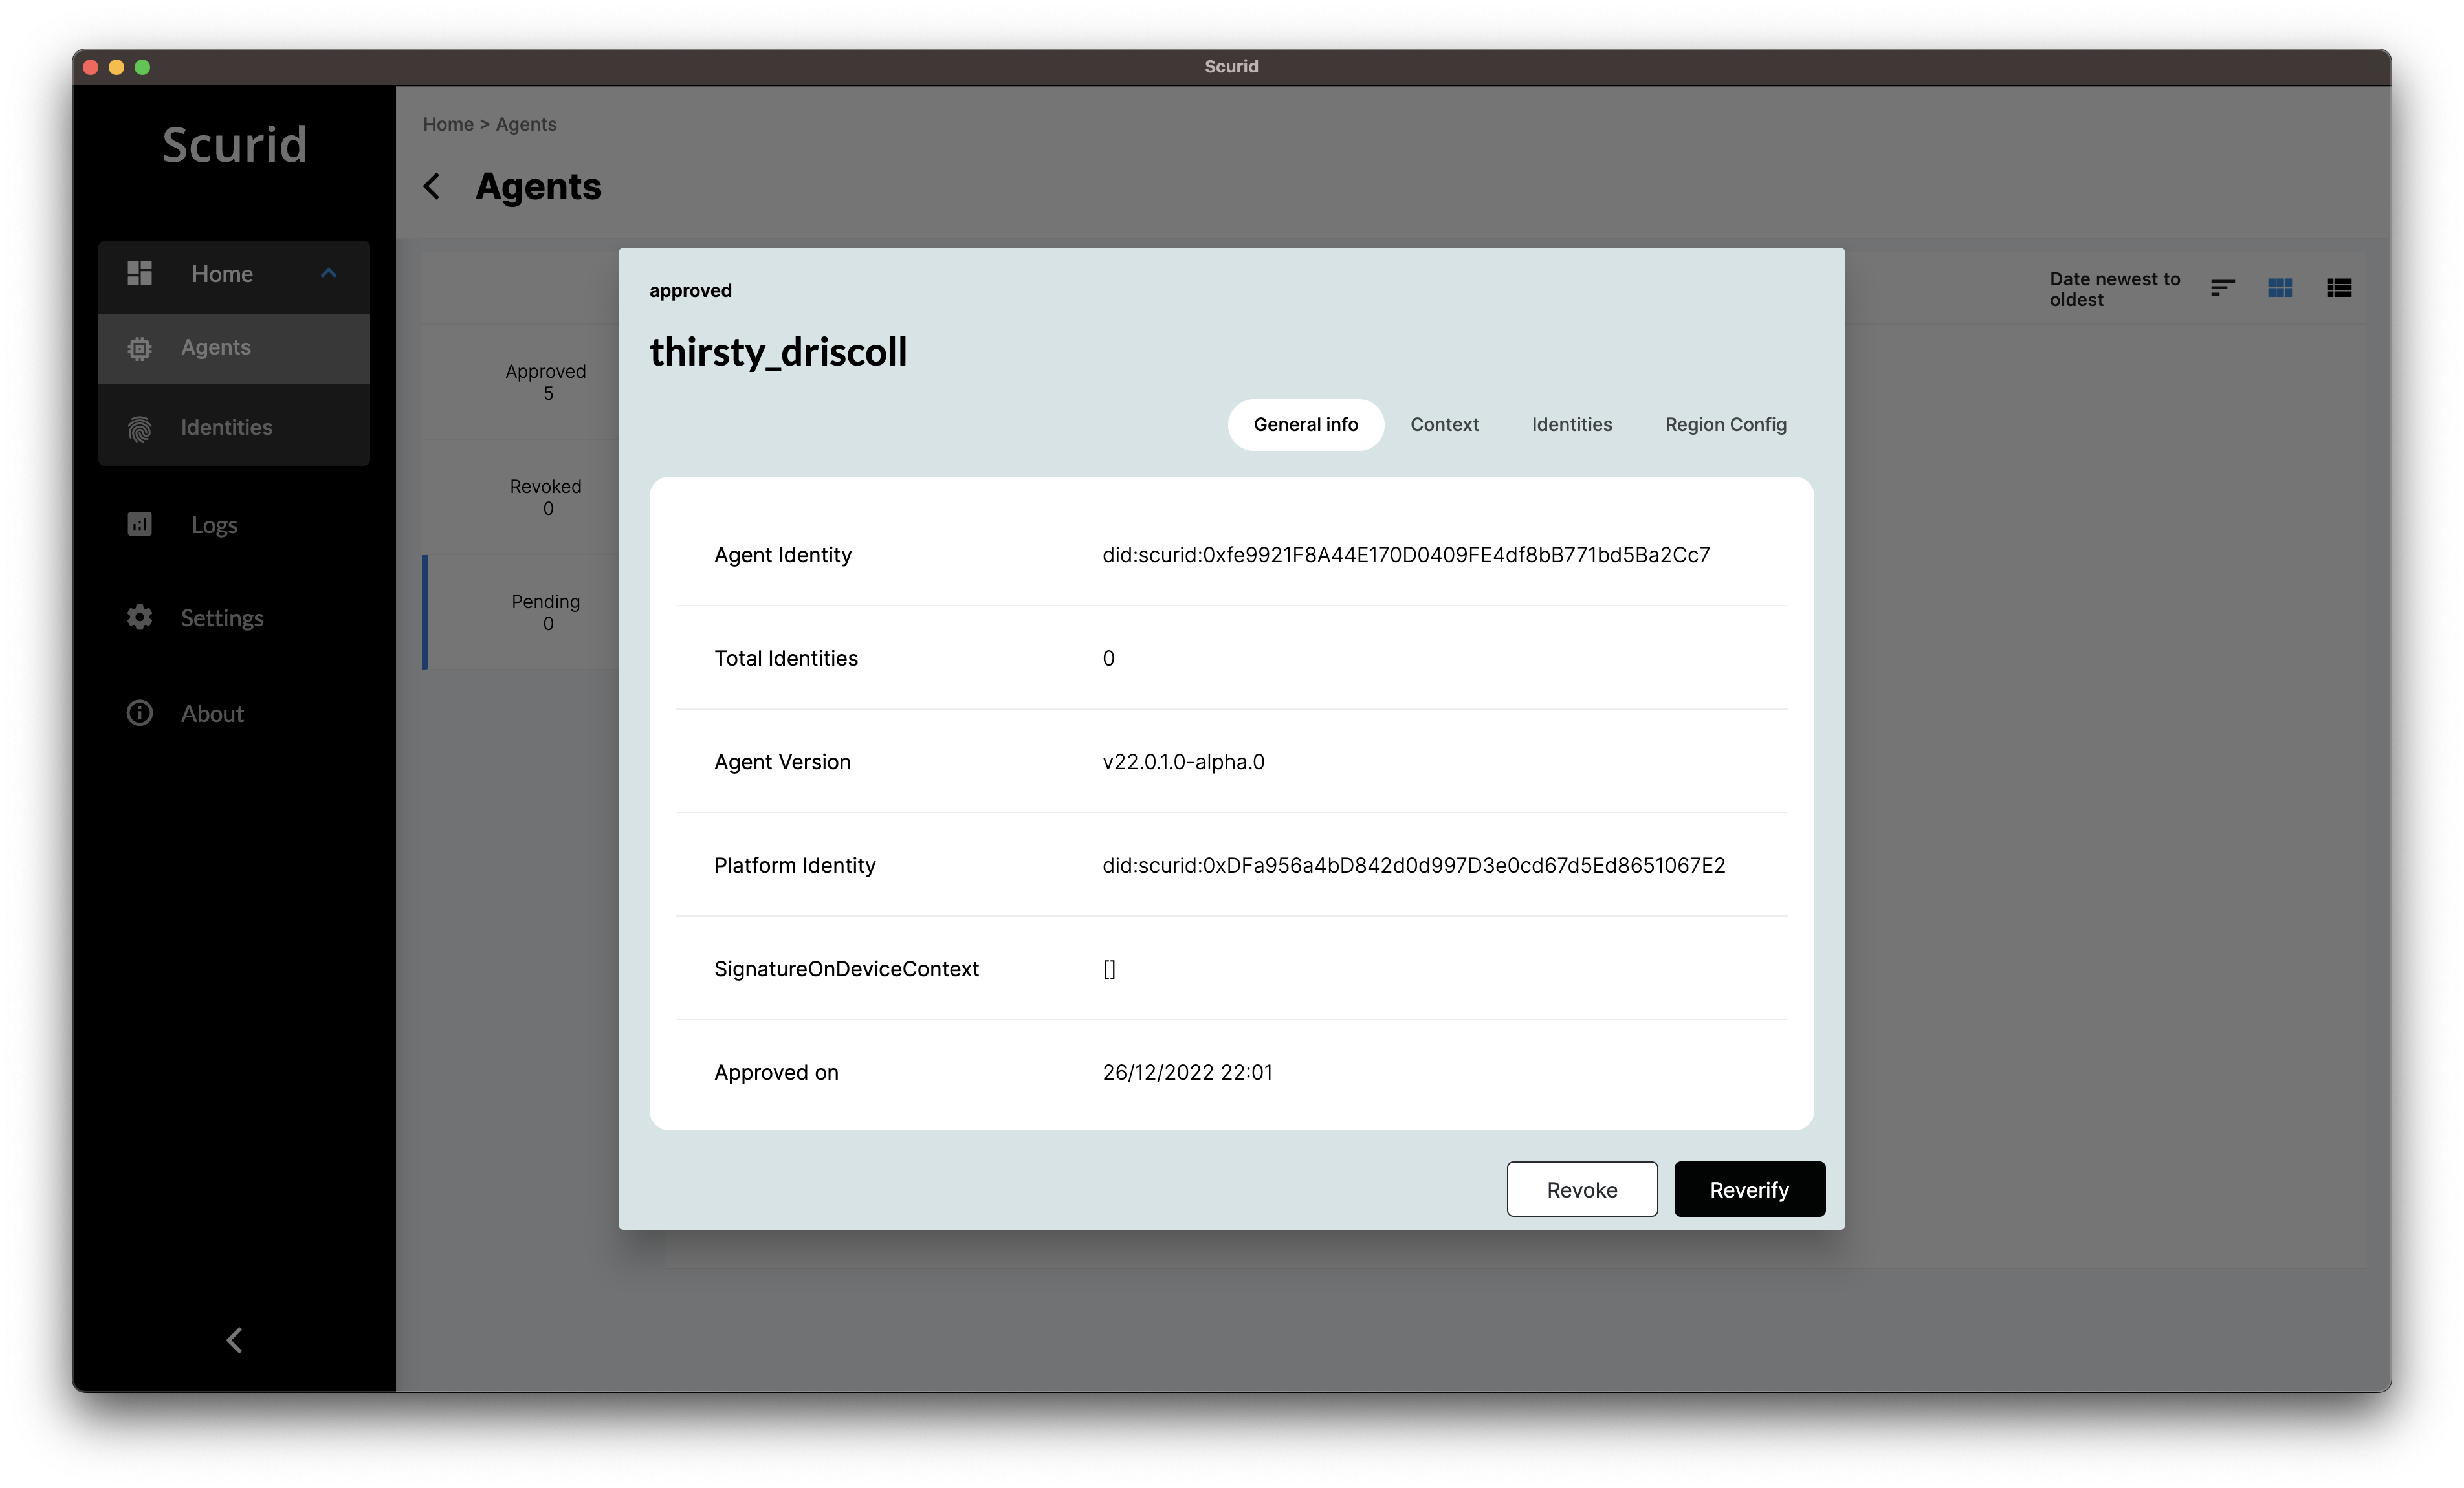 Scurid
Scurid
Home
Agents
Identities
Logs
Settings
About
Home > Agents
Agents
Date newest to
oldest
Approved
5
Revoked
0
Pending
0
approved
thirsty_driscoll
General info
Context
Identities
Region Config
Agent Identity
did:scurid:0xfe9921F8A44E170D0409FE4df8bB771bd5Ba2Cc7
Total Identities
0
Agent Version
v22.0.1.0-alpha.0
Platform Identity
did:scurid:0xDFa956a4bD842d0d997D3e0cd67d5Ed8651067E2
SignatureOnDeviceContext
[]
Approved on
26/12/2022 22:01
Revoke
Reverify